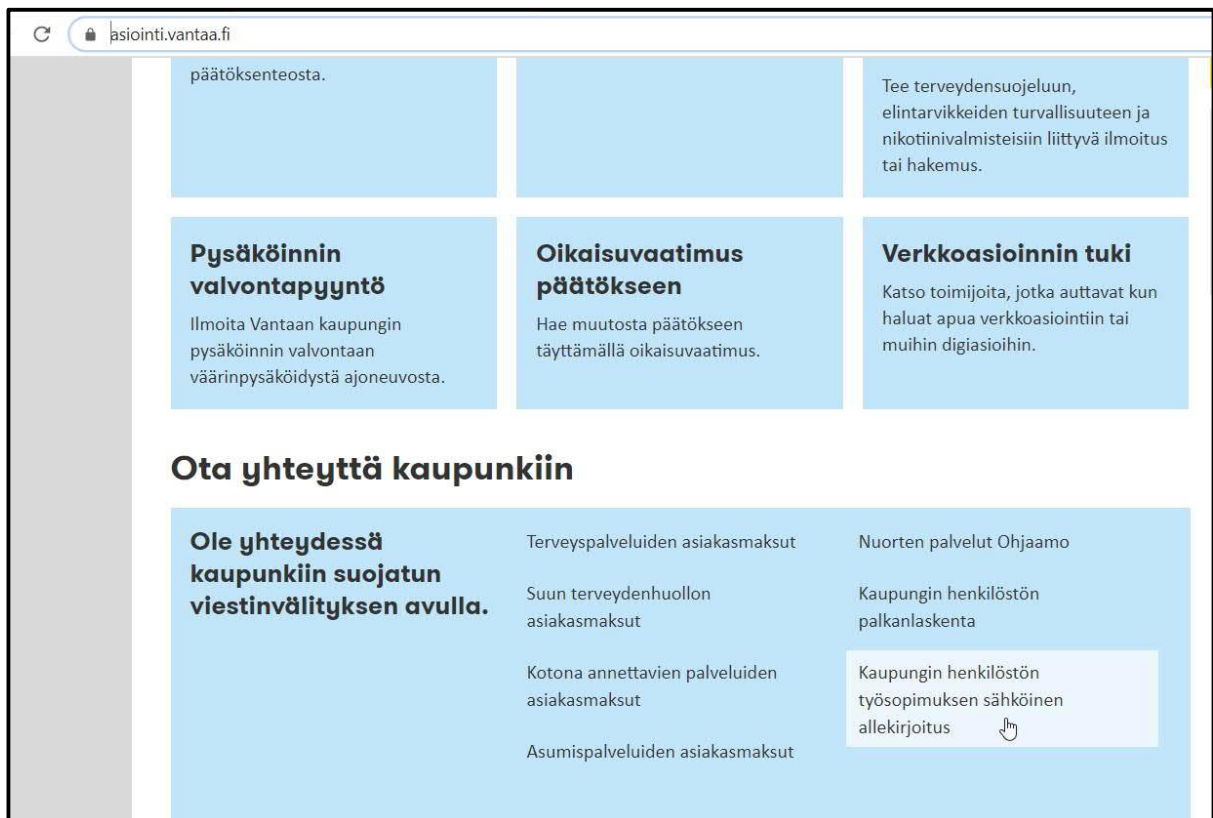 asiointi.vantaa.fi
päätöksenteosta.
Tee terveydensuojeluun,
elintarvikkeiden turvallisuuteen ja
nikotiinivalmisteisiin liittyvä ilmoitus
tai hakemus.
Pysäköinnin
valvontapyyntö
Ilmoita Vantaan kaupungin
pysäköinnin valvontaan
väärinpysäköidystä ajoneuvosta.
Oikaisuvaatimus
päätökseen
Hae muutosta päätökseen
täyttämällä oikaisuvaatimus.
Verkkoasioinnin tuki
Katso toimijoita, jotka auttavat kun
haluat apua verkkoasiointiin tai
muihin digiasioihin.
Ota yhteyttä kaupunkiin
Ole yhteydessä
kaupunkiin suojatun
viestinvälityksen avulla.
Terveyspalveluiden asiakasmaksut
Suun terveydenhuollon
asiakasmaksut
Kotona annettavien palveluiden
asiakasmaksut
Asumispalveluiden asiakasmaksut
Nuorten palvelut Ohjaamo
Kaupungin henkilöstön
palkanlaskenta
Kaupungin henkilöstön
työsopimuksen sähköinen
allekirjoitus